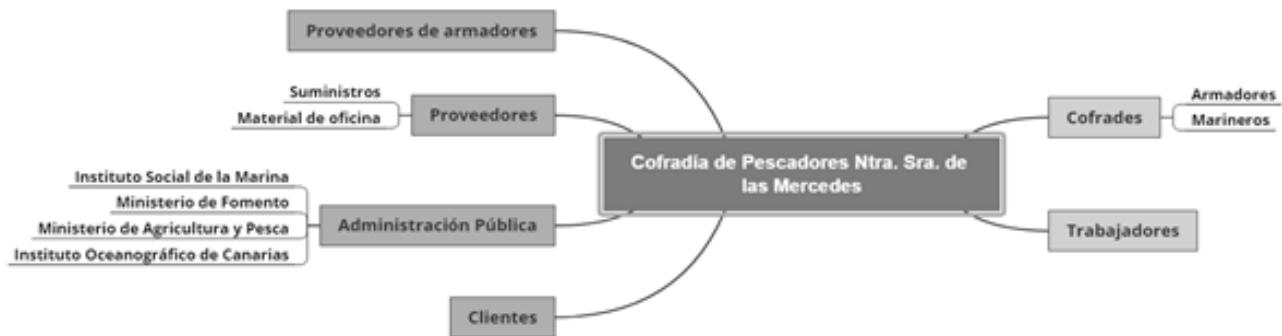 Proveedores de armadores
Suministros
Material de oficina
Proveedores
Instituto Social de la Marina
Ministerio de Fomento
Ministerio de Agricultura y Pesca
Instituto Oceanográfico de Canarias
Administración Pública
Clientes
Cofradía de Pescadores Ntra. Sra. de
las Mercedes
Cofrades
Armadores
Marineros
Trabajadores